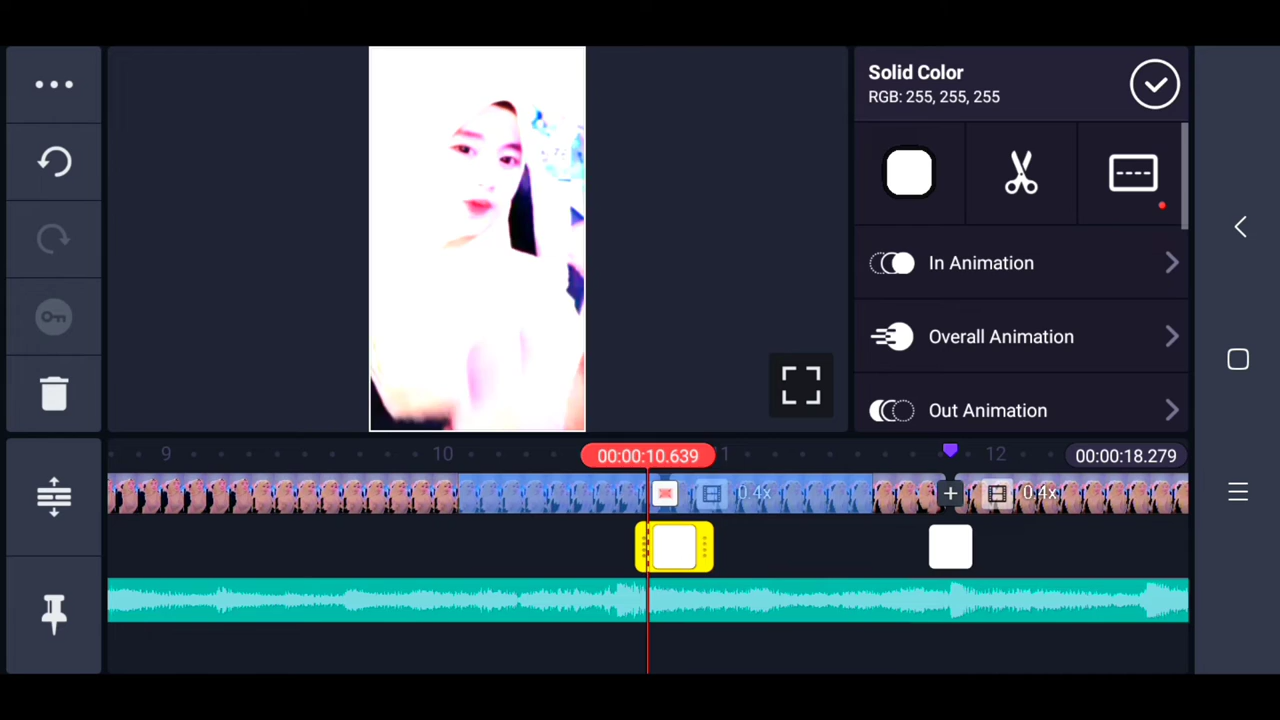 Solid Color
RGB: 255, 255, 255
In Animation
Overall Animation
Out Animation
9
10
00:00:10.639
11
12
00:00:18.279
0.4x
0.4x